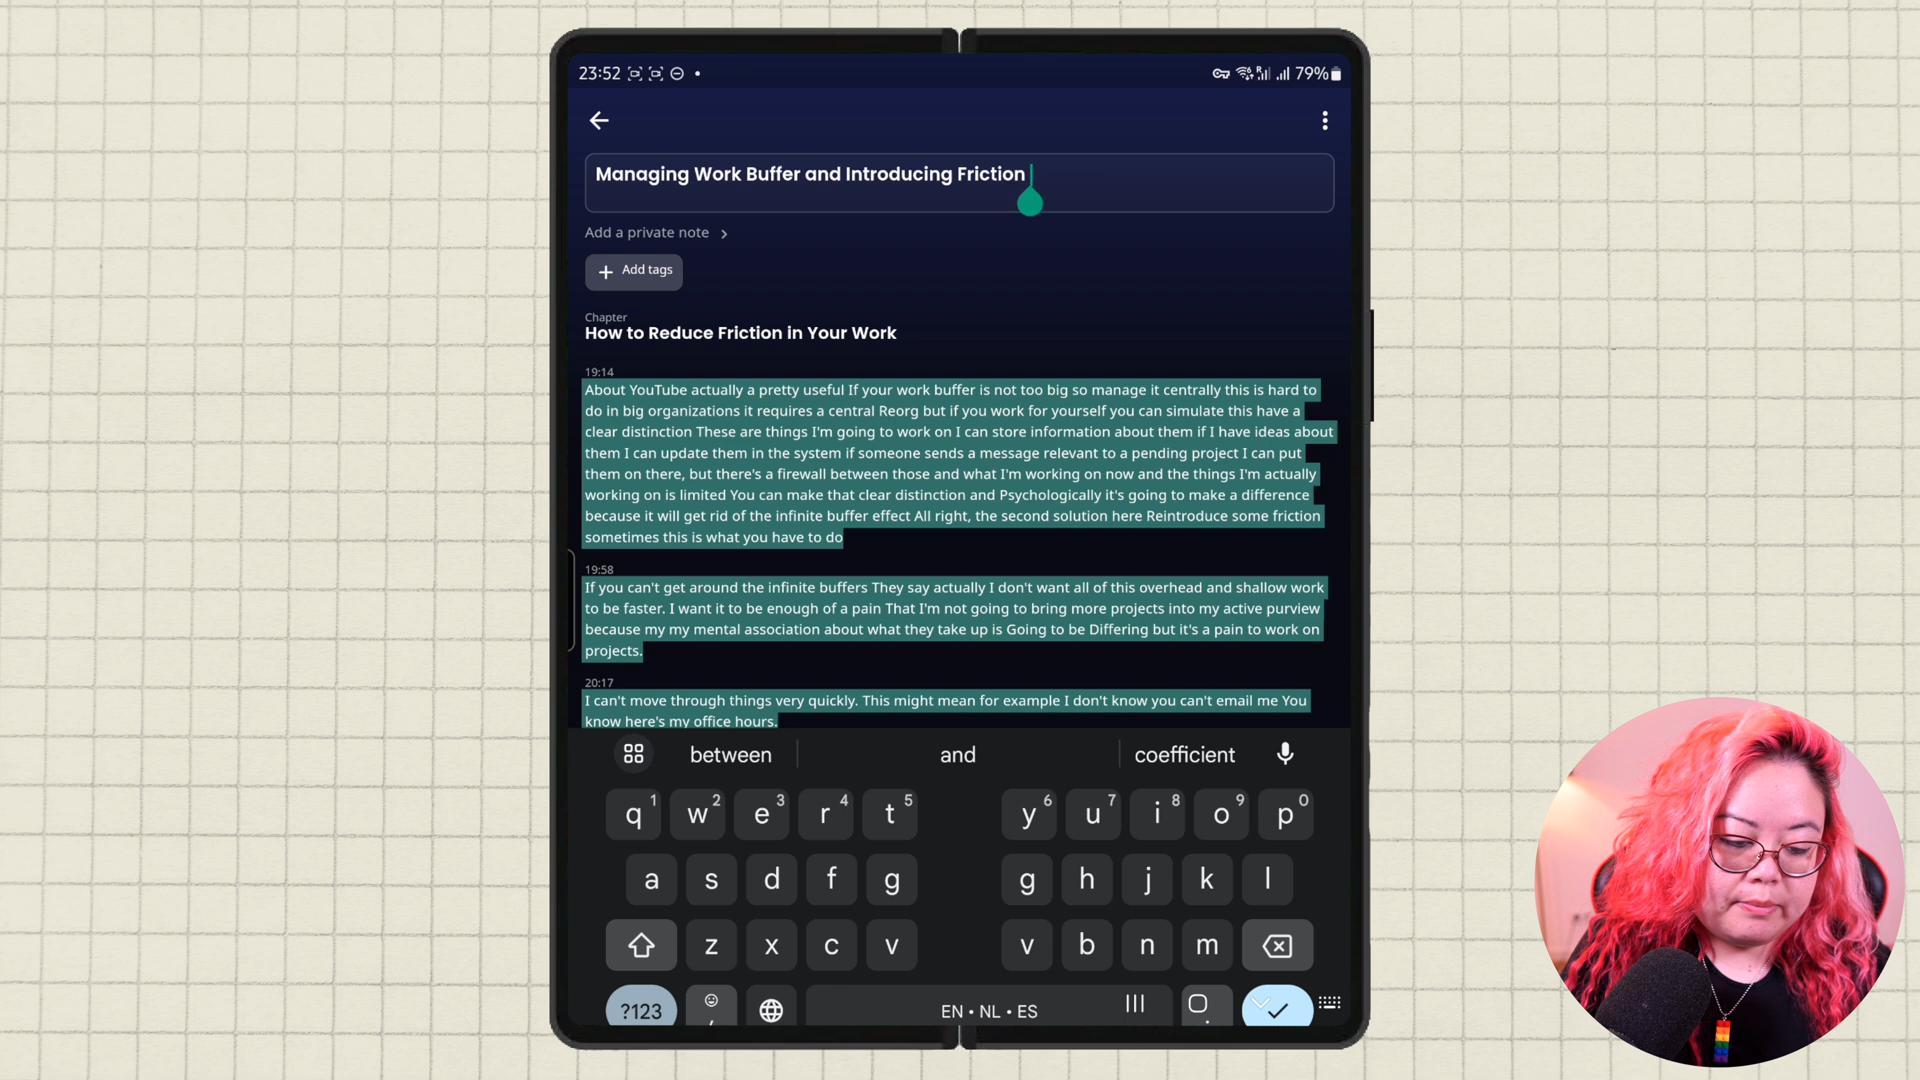 23:52
79%
Managing Work Buffer and Introducing Friction
Add a private note
Add tags
Chapter
How to Reduce Friction in Your Work
19:14
About YouTube actually a pretty useful If your work buffer is not too big so manage it centrally this is hard to
do in big organizations it requires a central Reorg but if you work for yourself you can simulate this have a
clear distinction These are things I'm going to work on I can store information about them if I have ideas about
them I can update them in the system if someone sends a message relevant to a pending project I can put
them on there, but there's a firewall between those and what I'm working on now and the things I'm actually
working on is limited You can make that clear distinction and Psychologically it's going to make a difference
because it will get rid of the infinite buffer effect All right, the second solution here Reintroduce some friction
sometimes this is what you have to do
19:58
If you can't get around the infinite buffers They say actually I don't want all of this overhead and shallow work
to be faster. I want it to be enough of a pain That I'm not going to bring more projects into my active purview
because my my mental association about what they take up is Going to be Differing but it's a pain to work on
projects.
20:17
I can't move through things very quickly. This might mean for example I don't know you can't email me You
know here's my office hours.
between and coefficient
q1 w2 e3 r4 t5 y6 u7 i8 o9 p0
a s d f g g h j k l
z x c v v b n m
?123 , EN • NL • ES .